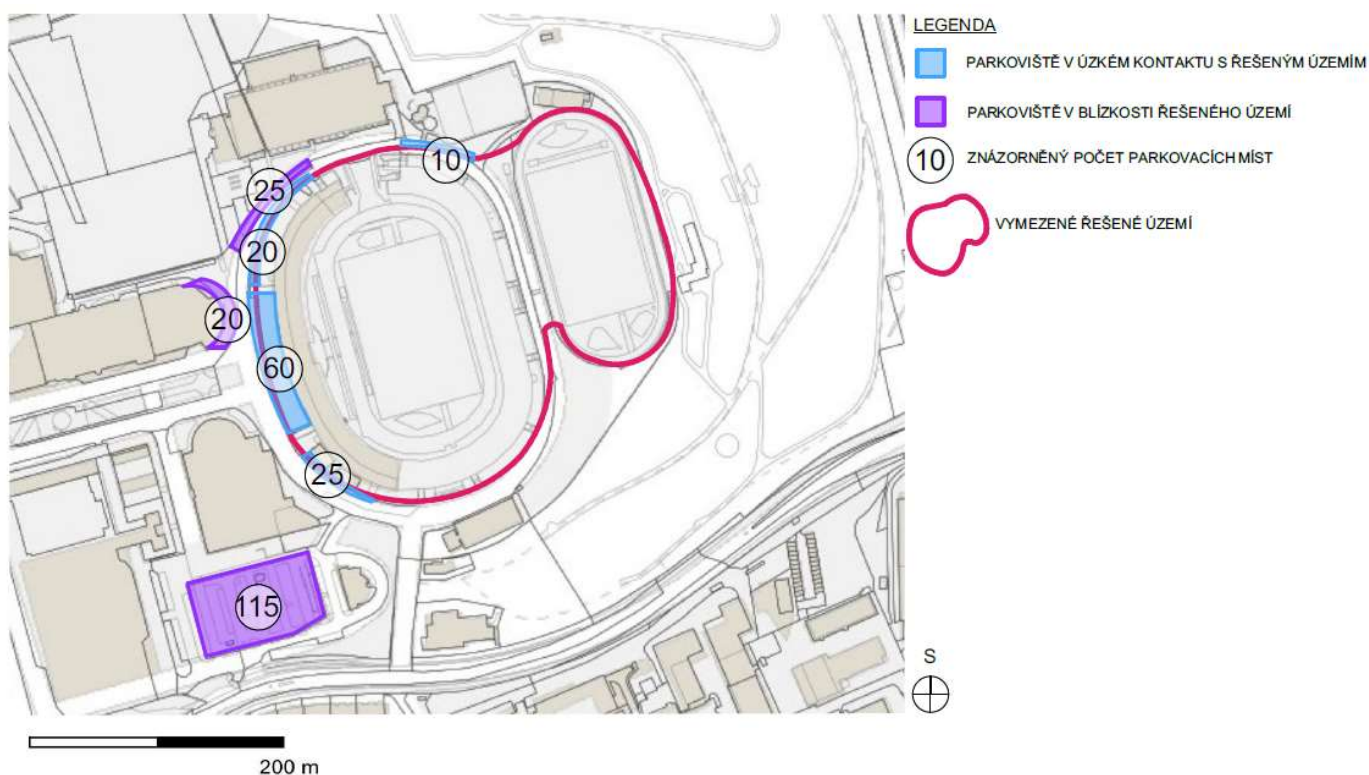 LEGENDA
PARKOVIŠTĚ V ÚZKÉM KONTAKTU S ŘEŠENÝM ÚZEMÍM
PARKOVIŠTĚ V BLÍZKOSTI ŘEŠENÉHO ÚZEMÍ
10 ZNÁZORNĚNÝ POČET PARKOVACÍCH MÍST
VYMEZENÉ ŘEŠENÉ ÚZEMÍ
10
25
20
20
60
25
115
S
200 m